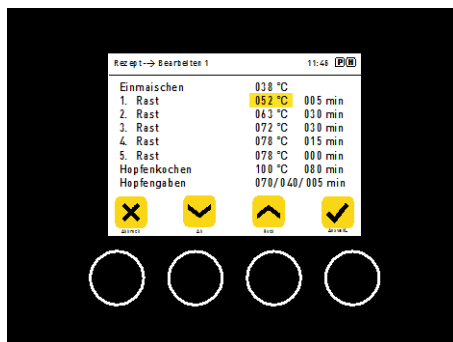 Rezept--> Bearbeiten 1 11:46 P H
Einmaischen 038 °C
1. Rast 052 °C 005 min
2. Rast 063 °C 030 min
3. Rast 072 °C 030 min
4. Rast 078 °C 015 min
5. Rast 078 °C 000 min
Hopfenkochen 100 °C 080 min
Hopfengaben 070/040/005 min